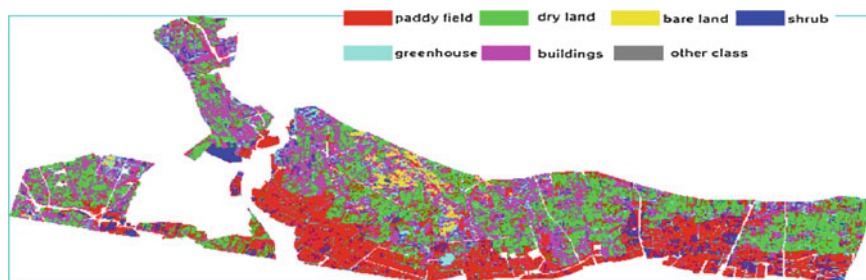 paddy field dry land bare land shrub
greenhouse buildings other class